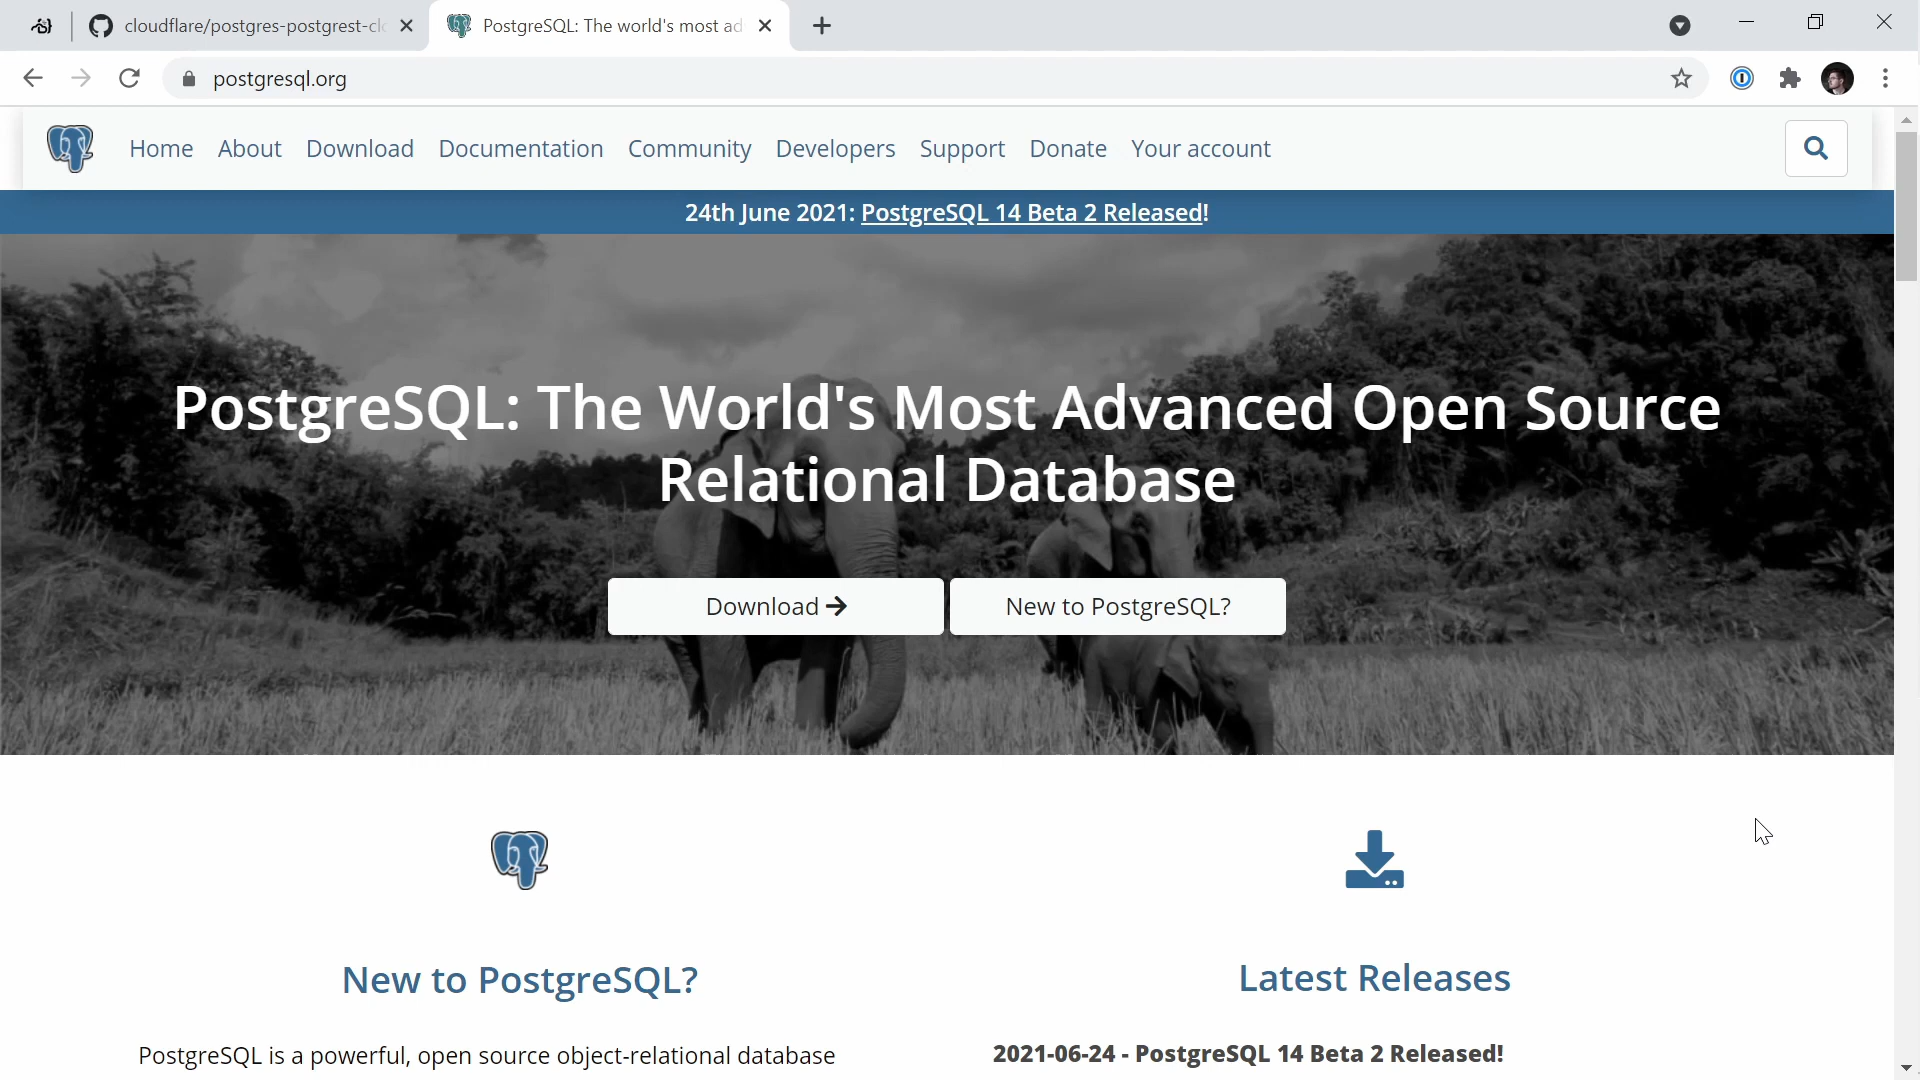 cloudflare/postgres-postgrest-clo
PostgreSQL: The world's most ad
postgresql.org
Home About Download Documentation Community Developers Support Donate Your account
24th June 2021: PostgreSQL 14 Beta 2 Released!
PostgreSQL: The World's Most Advanced Open Source
Relational Database
Download New to PostgreSQL?
New to PostgreSQL?
Latest Releases
PostgreSQL is a powerful, open source object-relational database
2021-06-24 - PostgreSQL 14 Beta 2 Released!